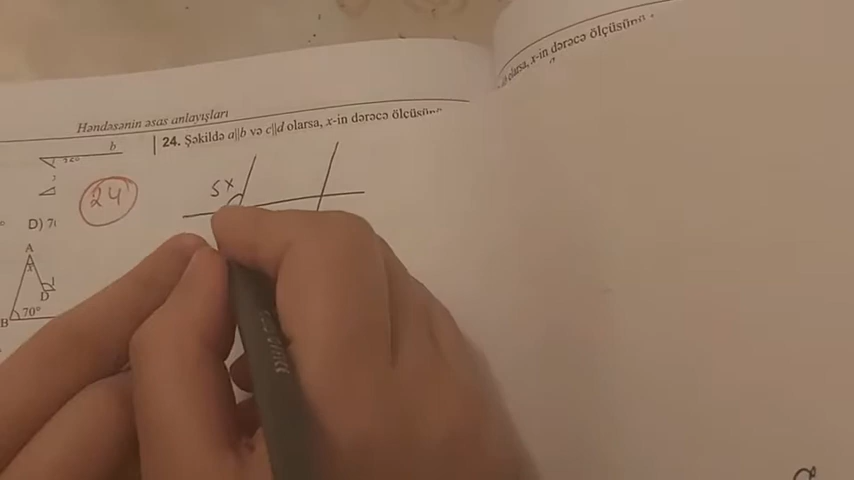 Həndəsənin əsas anlayışları
24. Şəkildə a||b və c||d olarsa, x-in dərəcə ölçüsünü
olarsa, x-in dərəcə ölçüsünü
b
5x
24
D) 7
A
x
D
B 70°